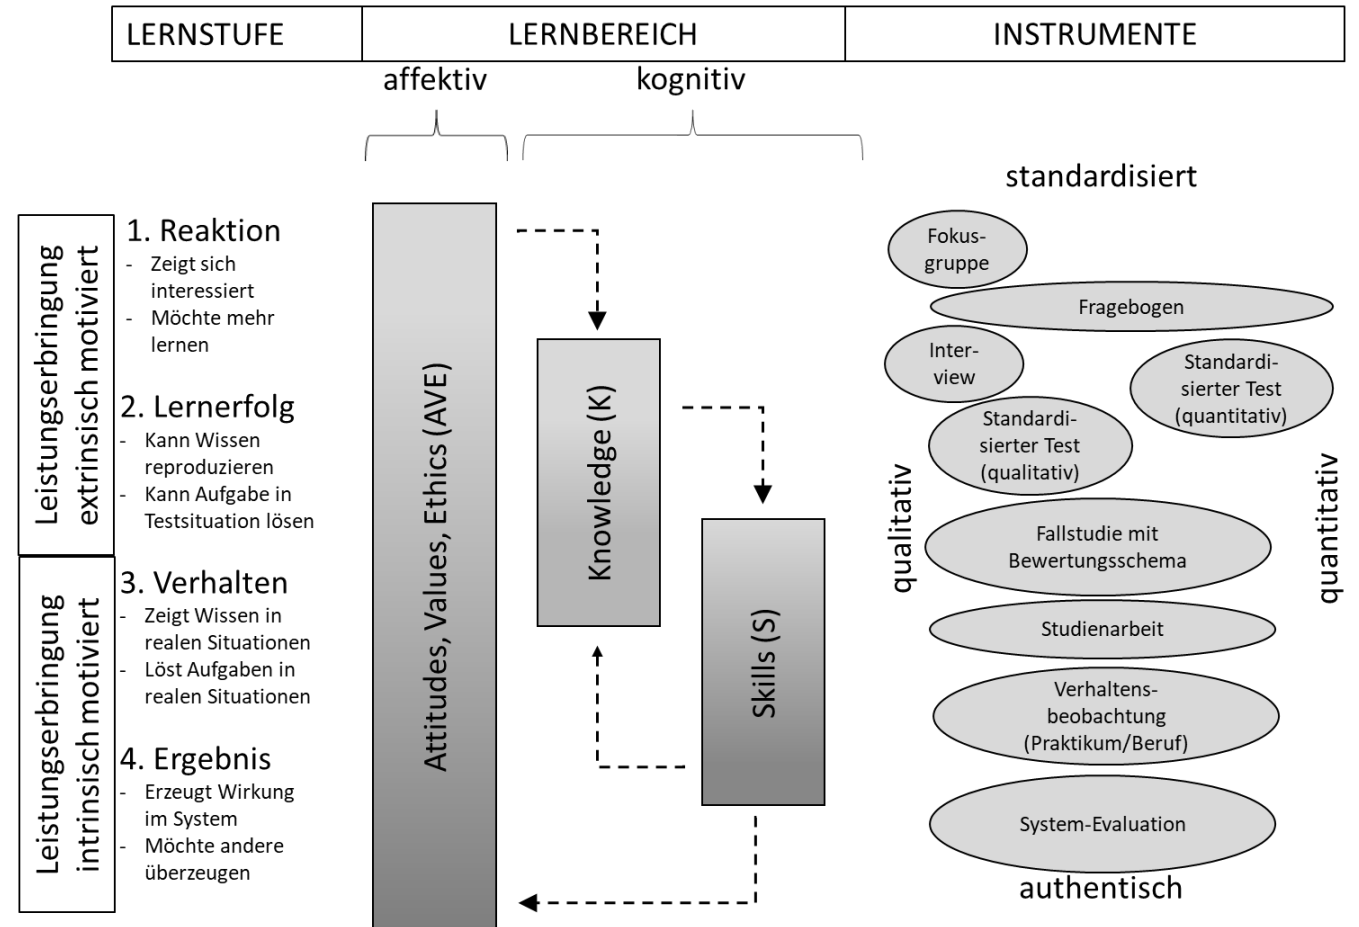 LERNSTUFE
LERNBEREICH
INSTRUMENTE
affektiv
kognitiv
Leistungserbringung
extrinsisch motiviert
Leistungserbringung
intrinsisch motiviert
1. Reaktion
- Zeigt sich
interessiert
- Möchte mehr
lernen
2. Lernerfolg
- Kann Wissen
reproduzieren
- Kann Aufgabe in
Testsituation lösen
3. Verhalten
- Zeigt Wissen in
realen Situationen
- Löst Aufgaben in
realen Situationen
4. Ergebnis
- Erzeugt Wirkung
im System
- Möchte andere
überzeugen
Attitudes, Values, Ethics (AVE)
Knowledge (K)
Skills (S)
standardisiert
Fokus-
gruppe
Fragebogen
Inter-
view
Standardi-
sierter Test
(quantitativ)
Standardi-
sierter Test
(qualitativ)
qualitativ
quantitativ
Fallstudie mit
Bewertungsschema
Studienarbeit
Verhaltens-
beobachtung
(Praktikum/Beruf)
System-Evaluation
authentisch